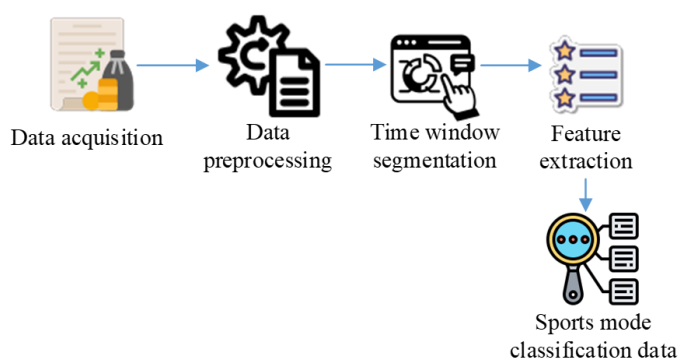 Data acquisition
Data
preprocessing
Time window
segmentation
Feature
extraction
Sports mode
classification data